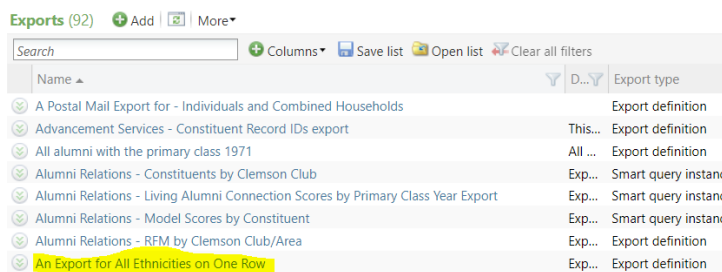 Exports (92) Add More
Search Columns Save list Open list Clear all filters
Name D... Export type
A Postal Mail Export for - Individuals and Combined Households Export definition
Advancement Services - Constituent Record IDs export This... Export definition
All alumni with the primary class 1971 All ... Export definition
Alumni Relations - Constituents by Clemson Club Exp... Smart query instanc
Alumni Relations - Living Alumni Connection Scores by Primary Class Year Export Exp... Smart query instanc
Alumni Relations - Model Scores by Constituent Exp... Smart query instanc
Alumni Relations - RFM by Clemson Club/Area Exp... Export definition
An Export for All Ethnicities on One Row Exp... Export definition